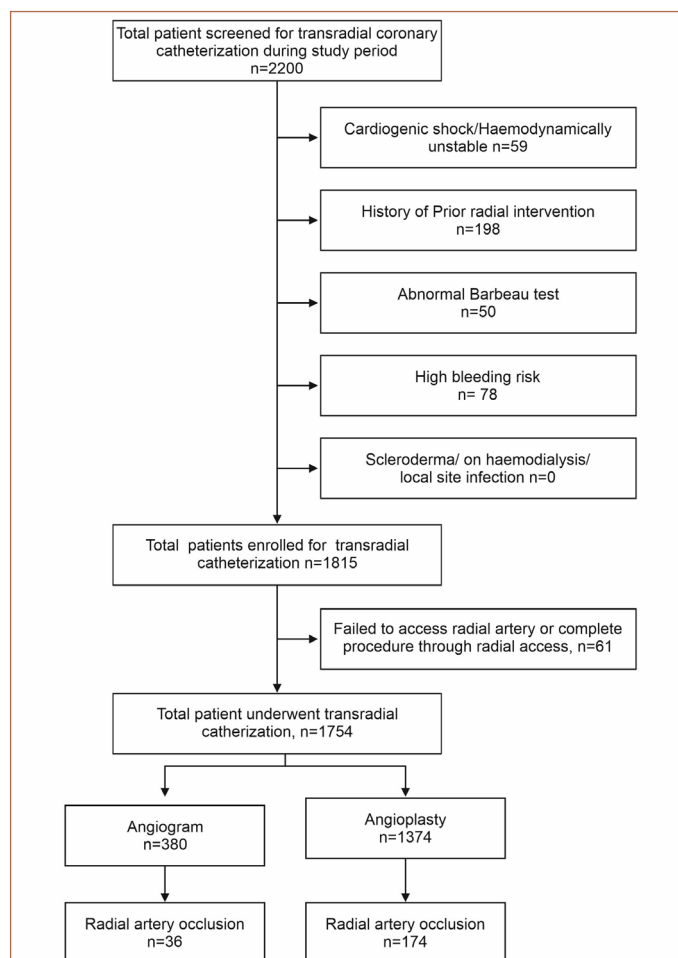 Total patient screened for transradial coronary
catheterization during study period
n=2200
Cardiogenic shock/Haemodynamically
unstable n=59
History of Prior radial intervention
n=198
Abnormal Barbeau test
n=50
High bleeding risk
n= 78
Scleroderma/ on haemodialysis/
local site infection n=0
Total patients enrolled for transradial
catheterization n=1815
Failed to access radial artery or complete
procedure through radial access, n=61
Total patient underwent transradial
catherization, n=1754
Angiogram
n=380
Angioplasty
n=1374
Radial artery occlusion
n=36
Radial artery occlusion
n=174